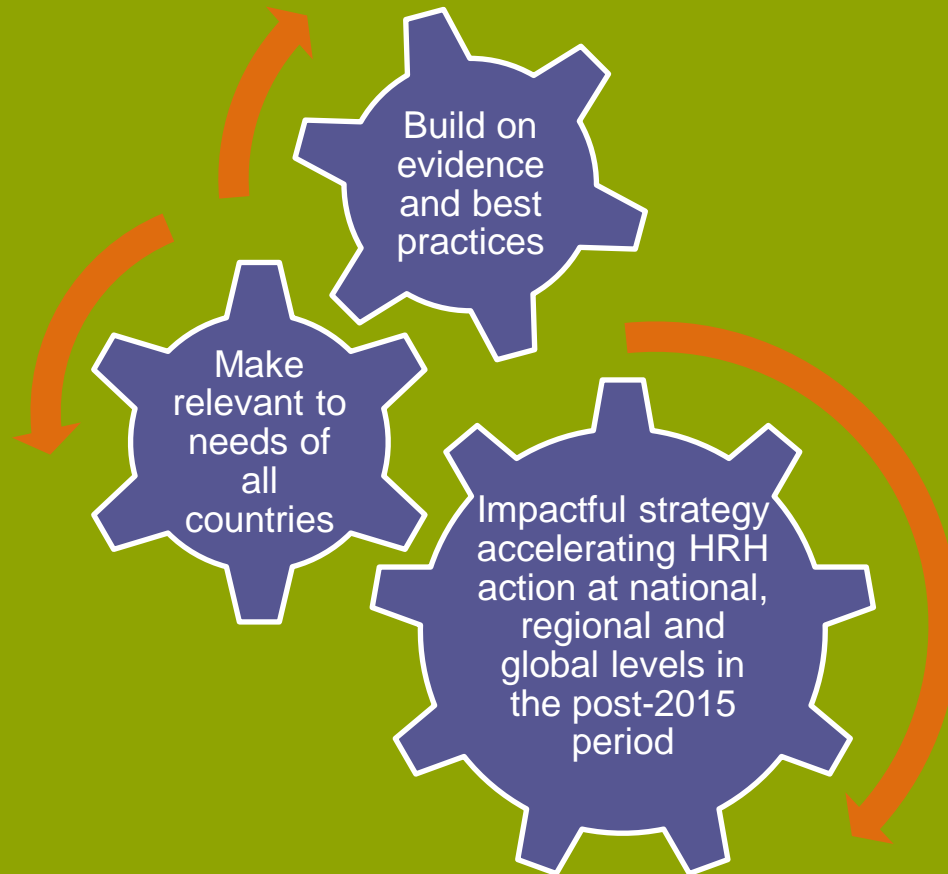 Build on
evidence
and best
practices
Make
relevant to
needs of
all
countries
Impactful strategy
accelerating HRH
action at national,
regional and
global levels in
the post-2015
period